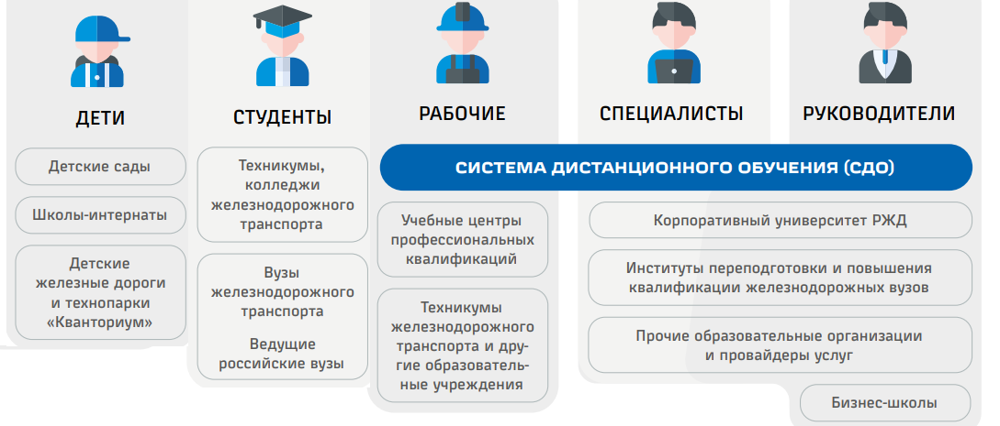 ДЕТИ
Детские сады
Школы-интернаты
Детские
железные дороги
и технопарки
«Кванториум»
СТУДЕНТЫ
Техникумы,
колледжи
железнодорожного
транспорта
Вузы
железнодорожного
транспорта
Ведущие
российские вузы
РАБОЧИЕ
СПЕЦИАЛИСТЫ
РУКОВОДИТЕЛИ
СИСТЕМА ДИСТАНЦИОННОГО ОБУЧЕНИЯ (СДО)
Учебные центры
профессиональных
квалификаций
Техникумы
железнодорожного
транспорта и дру-
гие образователь-
ные учреждения
Корпоративный университет РЖД
Институты переподготовки и повышения
квалификации железнодорожных вузов
Прочие образовательные организации
и провайдеры услуг
Бизнес-школы